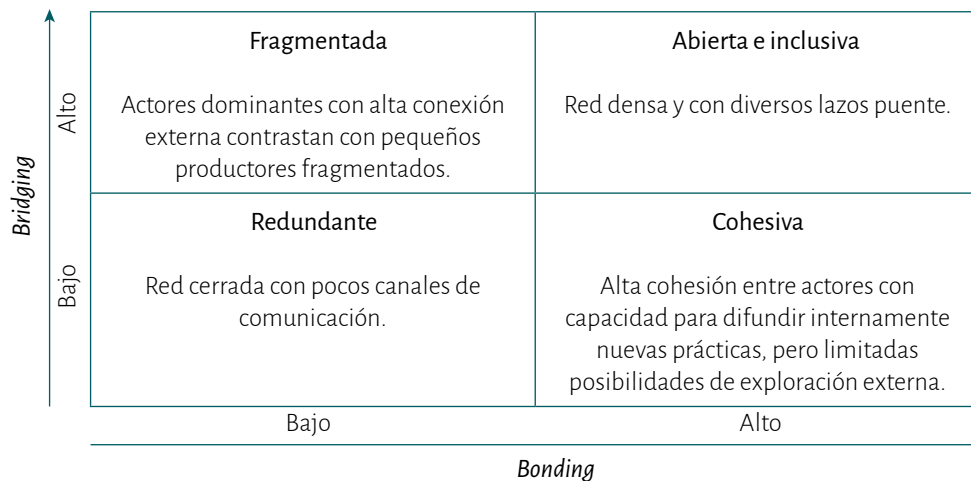 Fragmentada
Actores dominantes con alta conexión
externa contrastan con pequeños
productores fragmentados.
Abierta e inclusiva
Red densa y con diversos lazos puente.
Alto
Bridging
Redundante
Red cerrada con pocos canales de
comunicación.
Cohesiva
Alta cohesión entre actores con
capacidad para difundir internamente
nuevas prácticas, pero limitadas
posibilidades de exploración externa.
Bajo
Bajo
Alto
Bonding